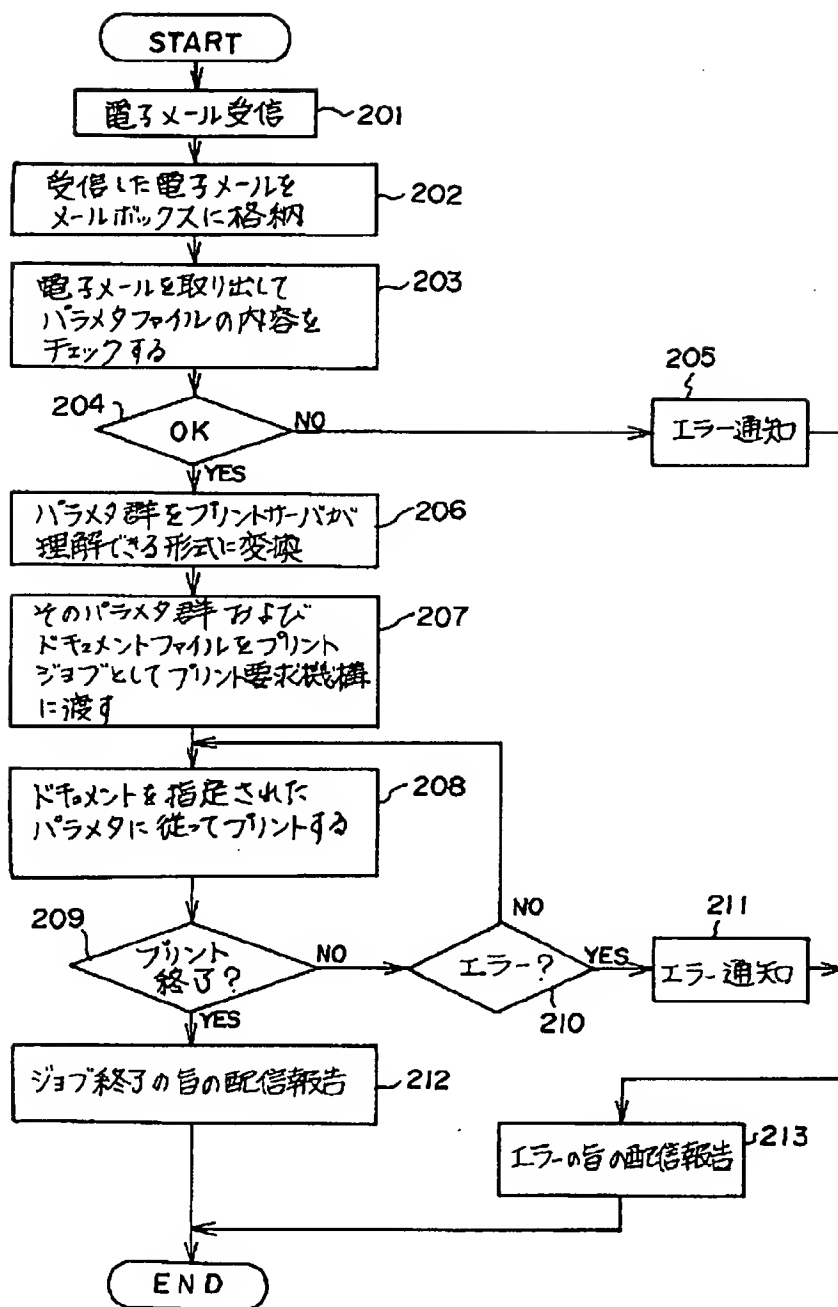 START
電子メール受信
201
受信した電子メールを
メールボックスに格納
202
電子メールを取り出して
パラメタファイルの内容を
チェックする
203
204
OK
NO
YES
205
エラー通知
パラメタ群をプリントサーバが
理解できる形式に変換
206
そのパラメタ群および
ドキュメントファイルをプリント
ジョブとしてプリント要求機構
に渡す
207
ドキュメントを指定された
パラメタに従ってプリントする
208
209
プリント
終了?
NO
YES
エラー?
NO
YES
210
211
エラー通知
ジョブ終了の旨の配信報告
212
エラーの旨の配信報告
213
END